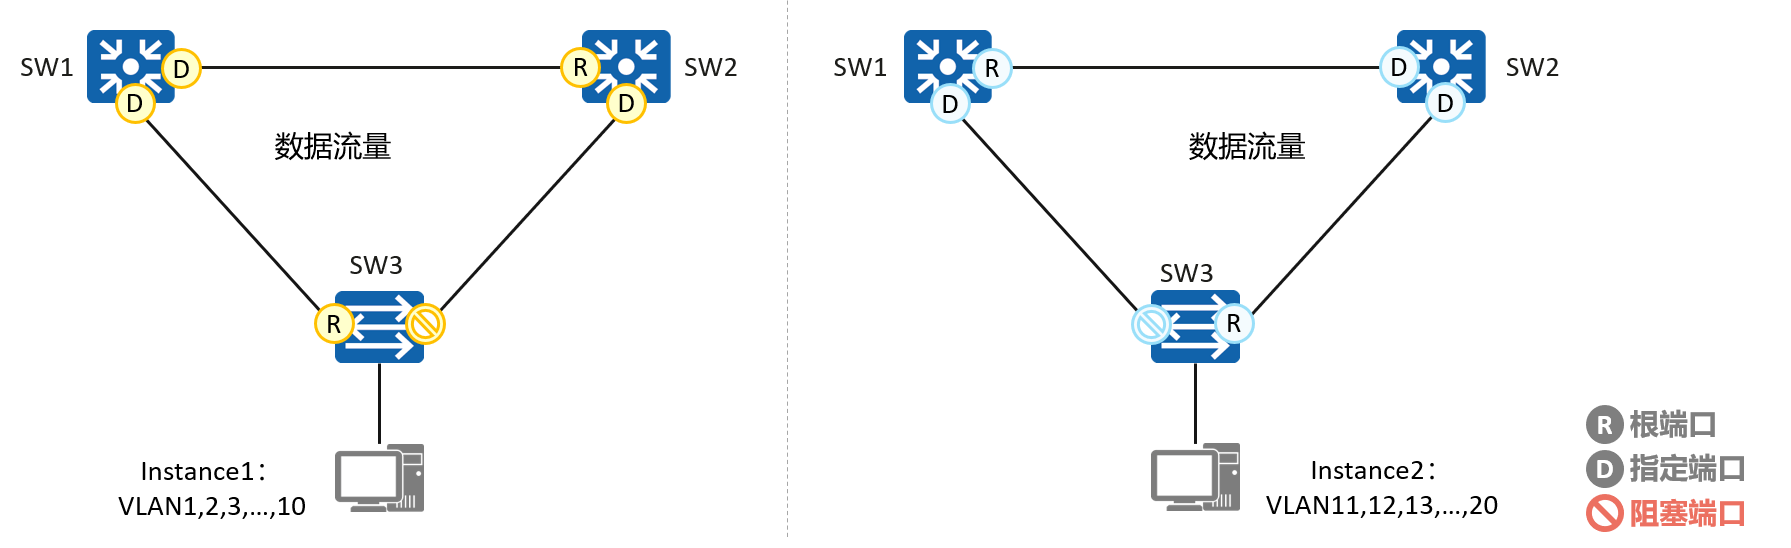 SW1
D
R
SW2
D
D
数据流量
SW3
R
Instance1：
VLAN1,2,3,...,10
SW1
R
D
SW2
D
D
数据流量
SW3
R
Instance2：
VLAN11,12,13,...,20
R 根端口
D 指定端口
阻塞端口